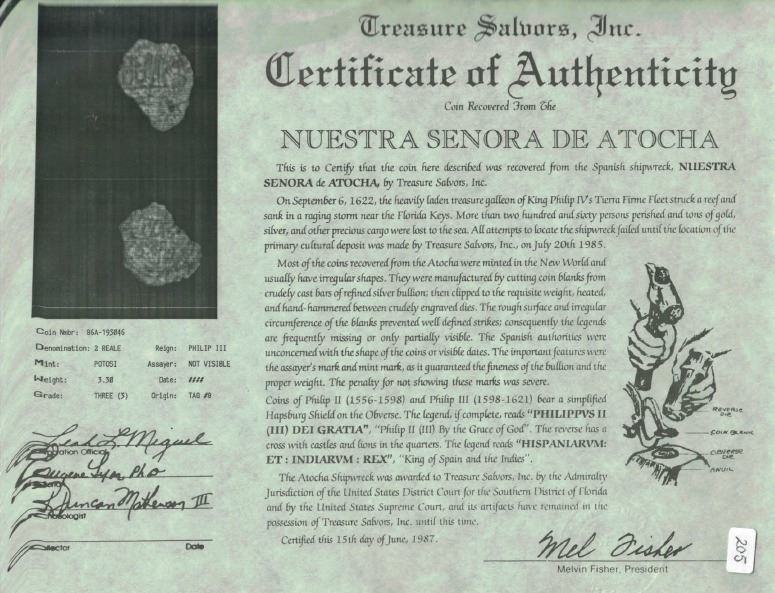 Treasure Salvors, Inc.
Certificate of Authenticity
Coin Recovered From The
NUESTRA SENORA DE ATOCHA
This is to Certify that the coin here described was recovered from the Spanish shipwreck, NUESTRA
SENORA de ATOCHA, by Treasure Salvors, Inc.
On September 6, 1622, the heavily laden treasure galleon of King Philip IV's Tierra Firme Fleet struck a reef and
sank in a raging storm near the Florida Keys. More than two hundred and sixty persons perished and tons of gold,
silver, and other precious cargo were lost to the sea. All attempts to locate the shipwreck failed until the location of the
primary cultural deposit was made by Treasure Salvors, Inc., on July 20th 1985.
Most of the coins recovered from the Atocha were minted in the New World and
usually have irregular shapes. They were manufactured by cutting coin blanks from
crudely cast bars of refined silver bullion; then clipped to the requisite weight, heated,
and hand-hammered between crudely engraved dies. The rough surface and irregular
circumference of the blanks prevented well defined strikes; consequently the legends
are frequently missing or only partially visible. The Spanish authorities were
unconcerned with the shape of the coins or visible dates. The important features were
the assayer's mark and mint mark, as it guaranteed the fineness of the bullion and the
proper weight. The penalty for not showing these marks was severe.
Coins of Philip II (1556-1598) and Philip III (1598-1621) bear a simplified
Hapsburg Shield on the Obverse. The legend, if complete, reads "PHILIPPVS II
(III) DEI GRATIA", "Philip II (III) By the Grace of God". The reverse has a
cross with castles and lions in the quarters. The legend reads "HISPANIARVM:
ET : INDIARVM : REX", "King of Spain and the Indies".
The Atocha Shipwreck was awarded to Treasure Salvors, Inc. by the Admiralty
Jurisdiction of the United States District Court for the Southern District of Florida
and by the United States Supreme Court, and its artifacts have remained in the
possession of Treasure Salvors, Inc. until this time.
Certified this 15th day of June, 1987.
Mel Fisher
Melvin Fisher, President
205
REVERSE
DIE
COIN BLANK
OBVERSE
DIE
ANVIL
Coin Nmbr: 86A-193046
Denomination: 2 REALE Reign: PHILIP III
Mint: POTOSI Assayer: NOT VISIBLE
Weight: 3.30 Date: ####
Grade: THREE (3) Origin: TAG #8
Leah L. Miguel
Official
Eugene Lyon PhD
R. Duncan Mathewson III
Date